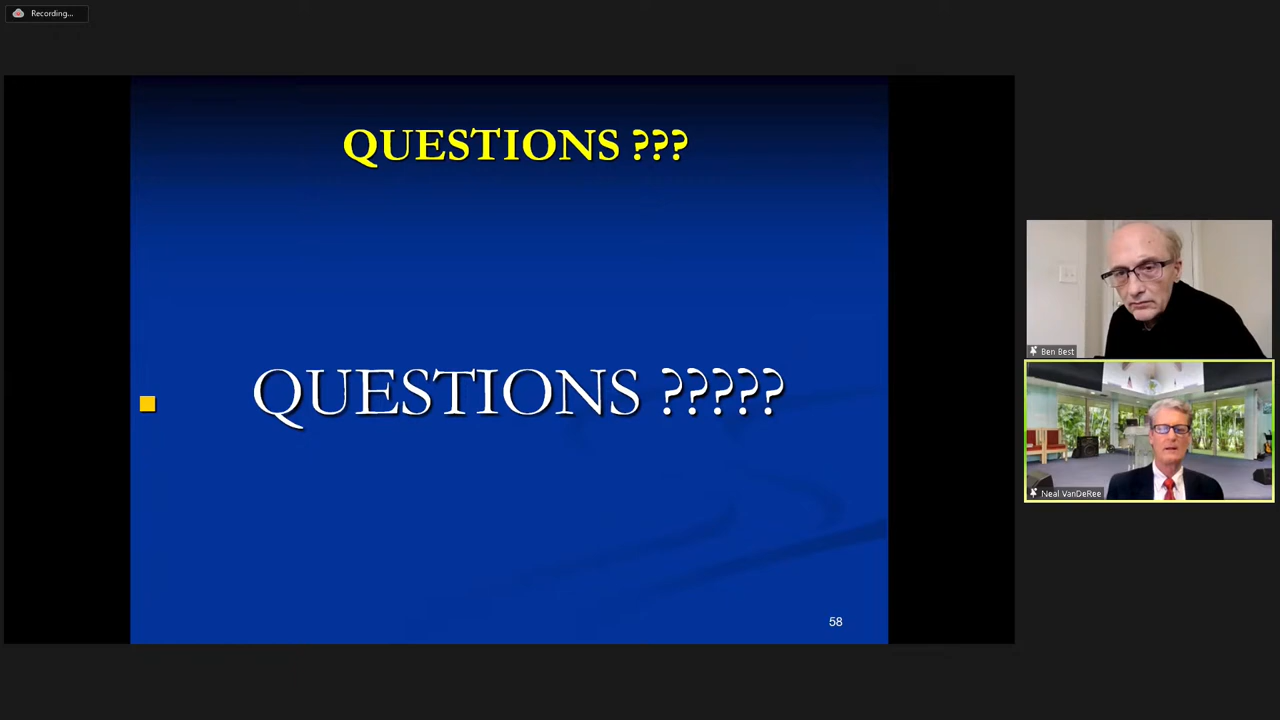 Recording...
QUESTIONS ???
QUESTIONS ?????
58
Ben Best
Neal VanDeRee